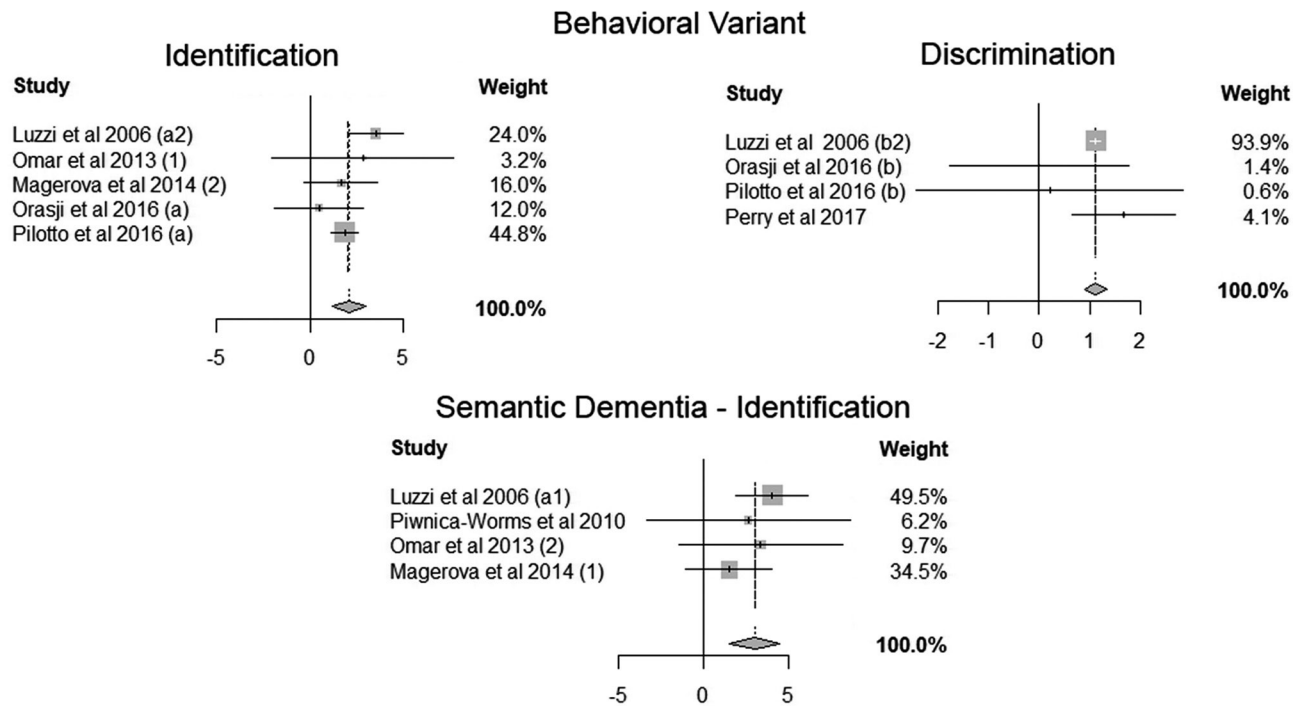 Behavioral Variant
Identification
Study Weight
Luzzi et al 2006 (a2) 24.0%
Omar et al 2013 (1) 3.2%
Magerova et al 2014 (2) 16.0%
Orasji et al 2016 (a) 12.0%
Pilotto et al 2016 (a) 44.8%
100.0%
-5 0 5
Discrimination
Study Weight
Luzzi et al 2006 (b2) 93.9%
Orasji et al 2016 (b) 1.4%
Pilotto et al 2016 (b) 0.6%
Perry et al 2017 4.1%
100.0%
-2 -1 0 1 2
Semantic Dementia - Identification
Study Weight
Luzzi et al 2006 (a1) 49.5%
Piwnica-Worms et al 2010 6.2%
Omar et al 2013 (2) 9.7%
Magerova et al 2014 (1) 34.5%
100.0%
-5 0 5